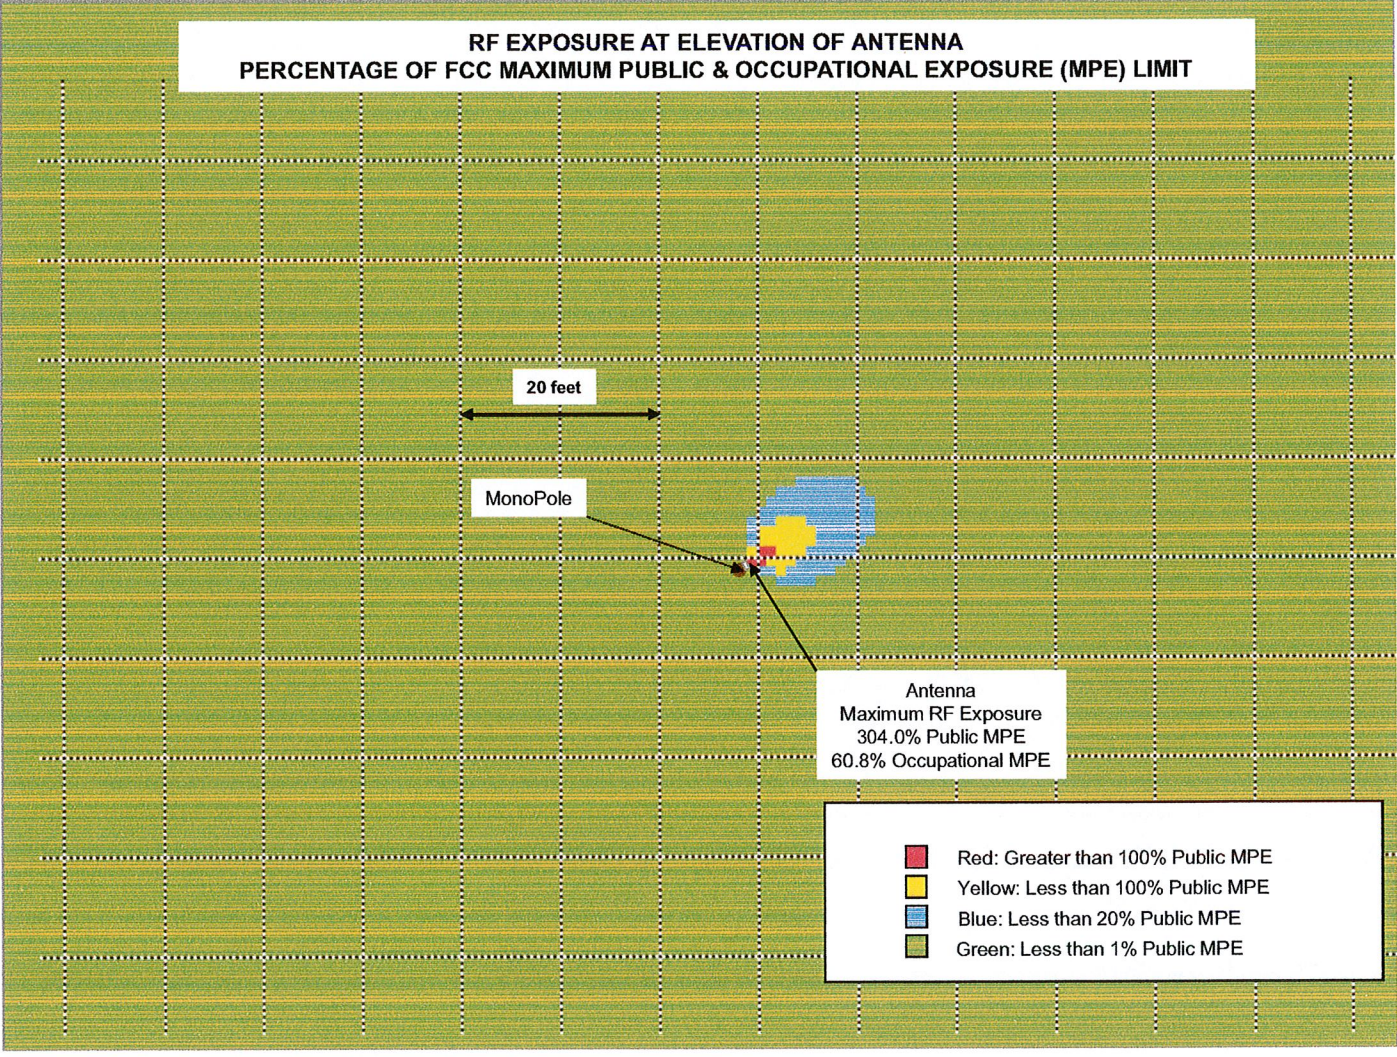 RF EXPOSURE AT ELEVATION OF ANTENNA
PERCENTAGE OF FCC MAXIMUM PUBLIC & OCCUPATIONAL EXPOSURE (MPE) LIMIT
20 feet
MonoPole
Antenna
Maximum RF Exposure
304.0% Public MPE
60.8% Occupational MPE
Red: Greater than 100% Public MPE
Yellow: Less than 100% Public MPE
Blue: Less than 20% Public MPE
Green: Less than 1% Public MPE